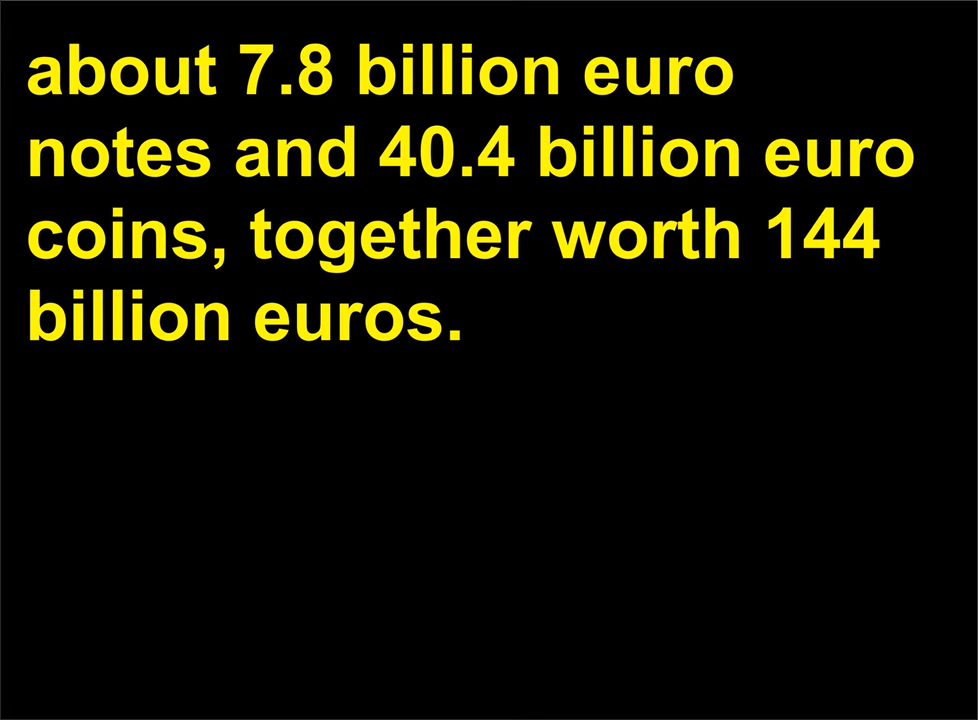 about 7.8 billion euro
notes and 40.4 billion euro
coins, together worth 144
billion euros.